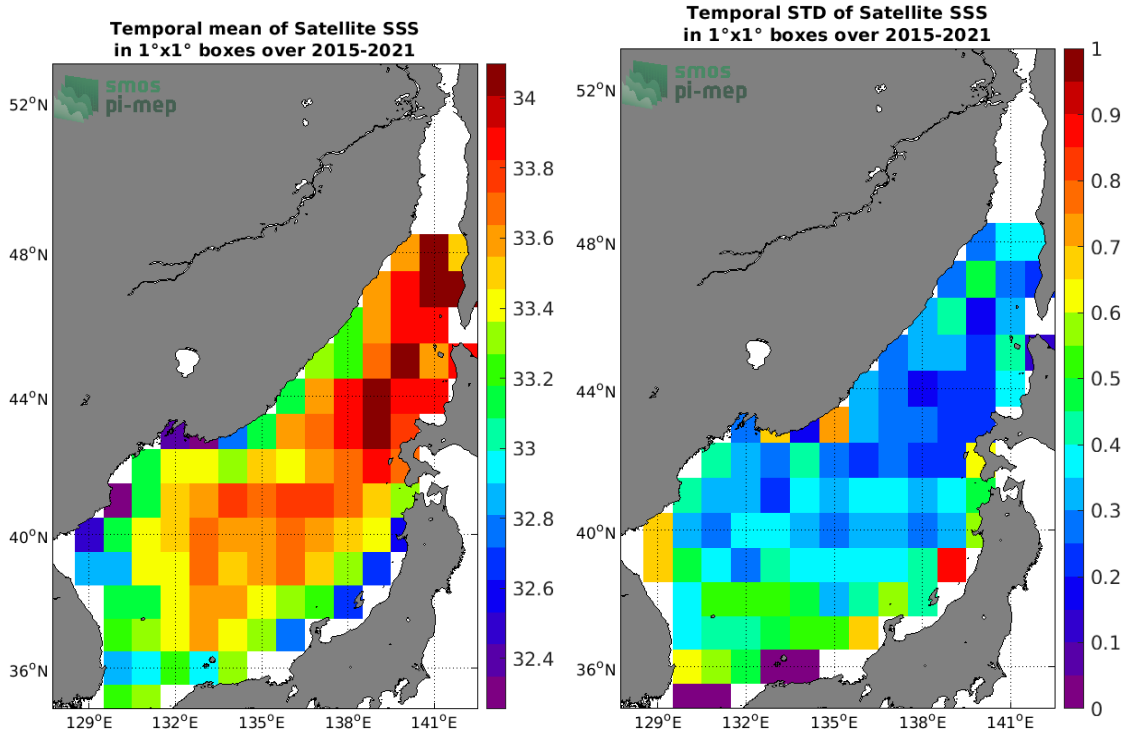 Temporal mean of Satellite SSS
in 1°x1° boxes over 2015-2021
smos
pi-mep
52°N
48°N
44°N
40°N
36°N
129°E
132°E
135°E
138°E
141°E
34
33.8
33.6
33.4
33.2
33
32.8
32.6
32.4
Temporal STD of Satellite SSS
in 1°x1° boxes over 2015-2021
smos
pi-mep
52°N
48°N
44°N
40°N
36°N
129°E
132°E
135°E
138°E
141°E
1
0.9
0.8
0.7
0.6
0.5
0.4
0.3
0.2
0.1
0